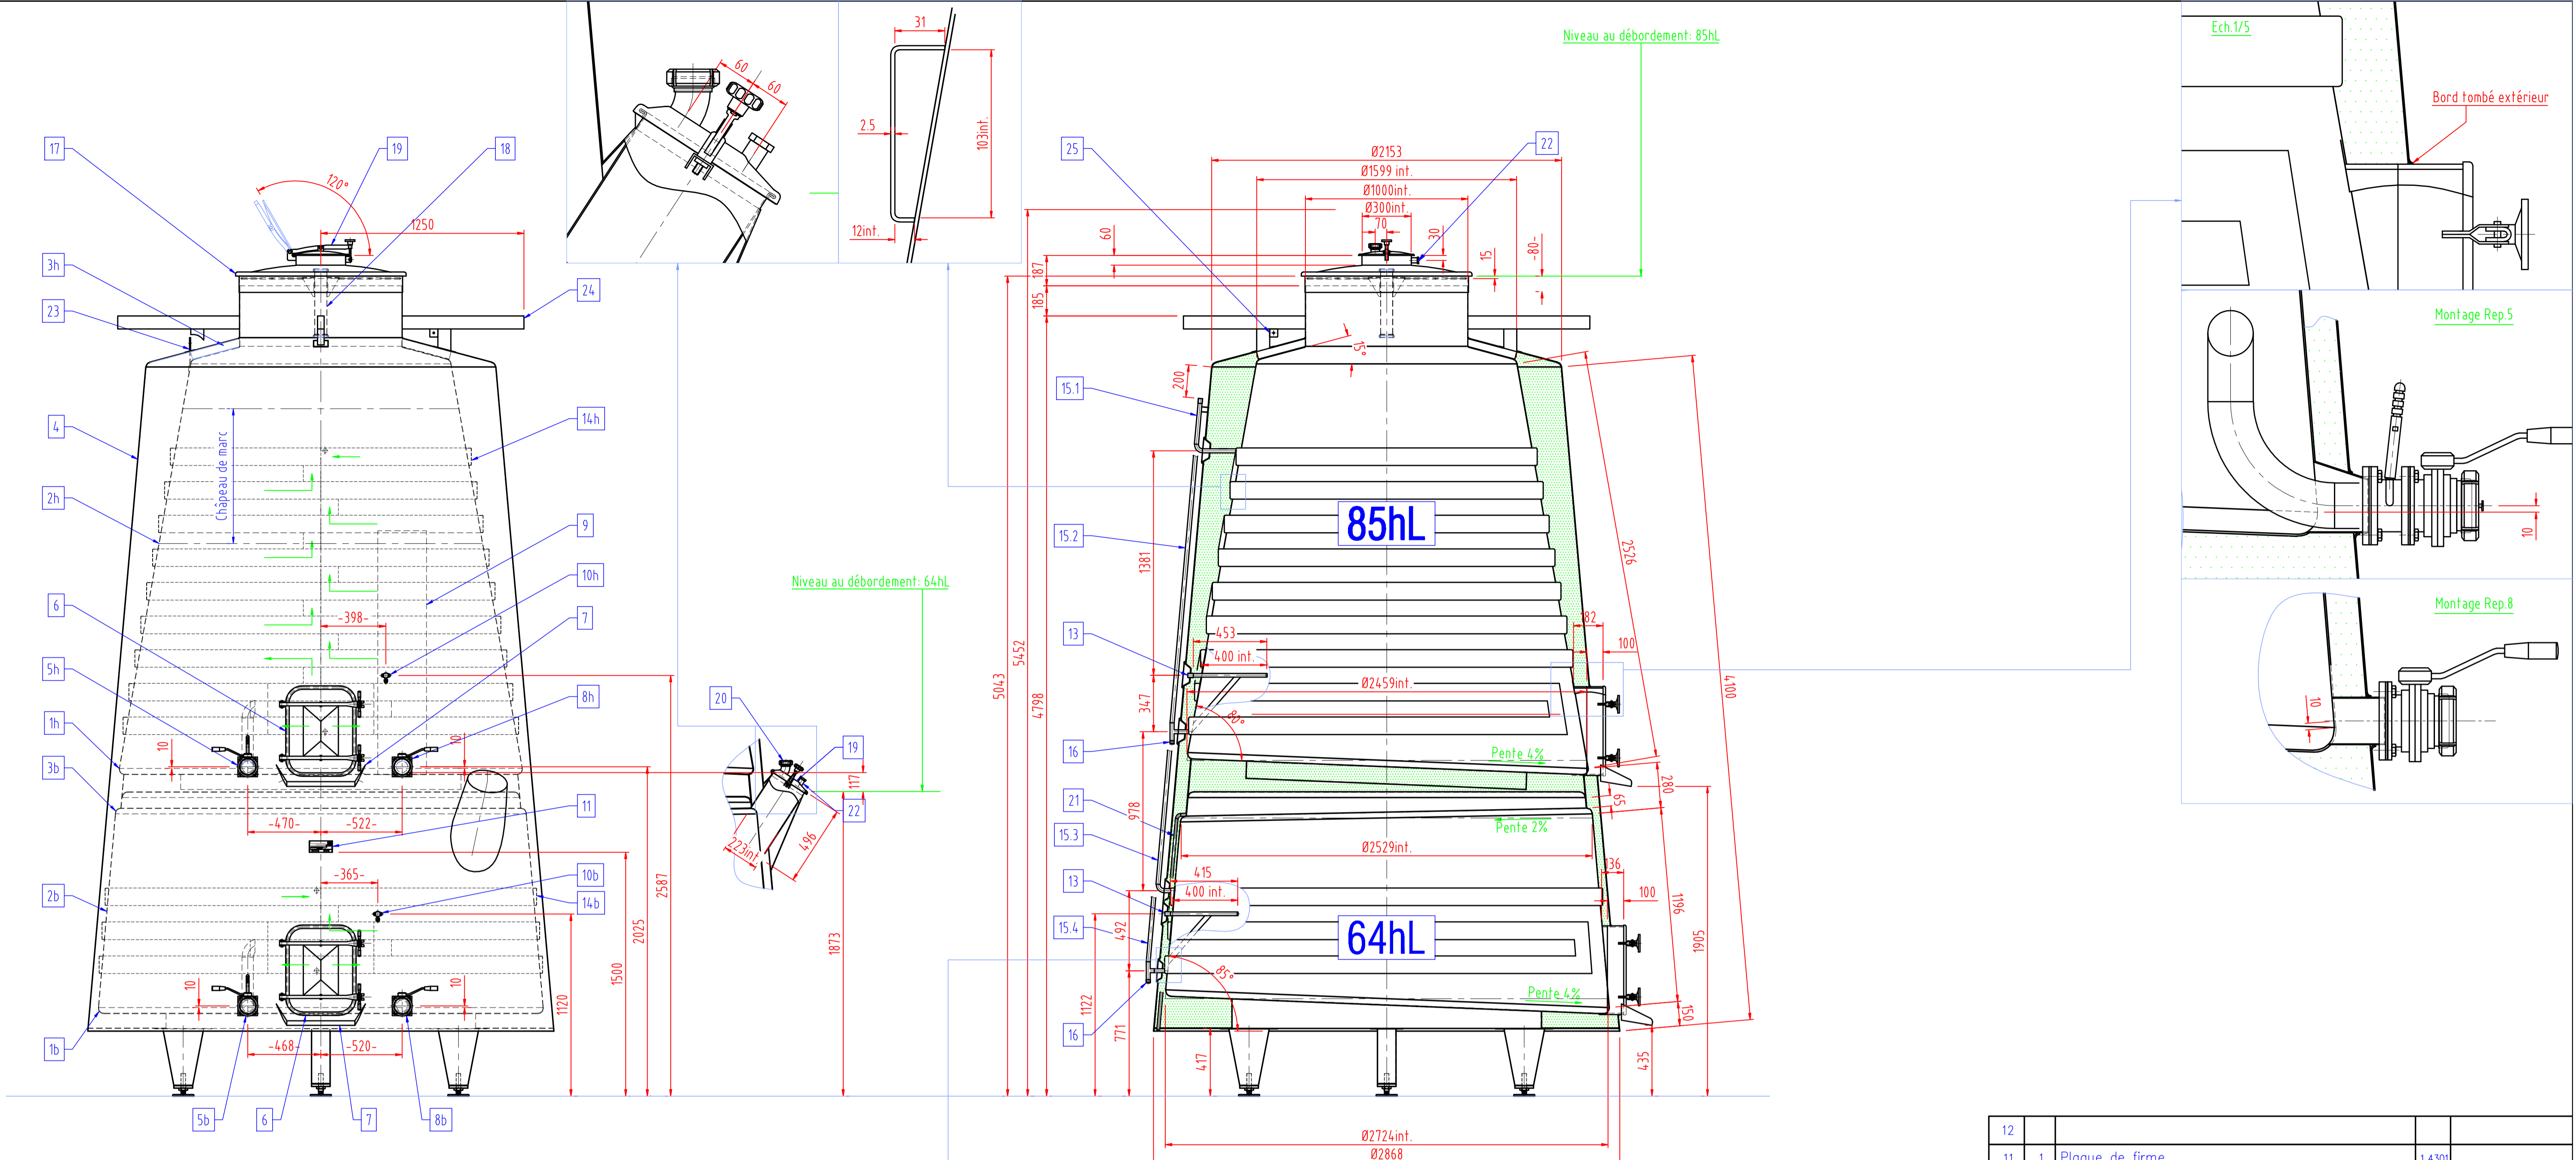 17
19
18
120°
1250
3h
23
24
4
14h
Châpeau de marc
2h
9
10h
6
-398-
7
5h
8h
1h
10
10
3b
11
-470-
-522-
-365-
10b
2b
14b
10
10
1b
-468-
-520-
5b
6
7
8b
1120
1500
2025
2587
60
60
31
2.5
103int.
12int.
Niveau au débordement: 64hL
20
19
117
22
223int.
496
1873
Niveau au débordement: 85hL
25
22
Ø2153
Ø1599 int.
Ø1000int.
Ø300int.
70
60
30
15
-80-
187
185
15°
200
15.1
85hL
15.2
1381
2526
5452
5043
4798
4100
182
100
13
453
400 int.
Ø2459int.
347
80°
16
Pente 4%
280
65
21
978
Pente 2%
15.3
Ø2529int.
136
415
13
400 int.
100
1196
15.4
492
64hL
85°
1905
Pente 4%
150
16
1122
771
417
435
Ø2724int.
Ø2868
Ech.1/5
Bord tombé extérieur
Montage Rep.5
10
Montage Rep.8
10
12
11 1 Plaque de firme 1.4301